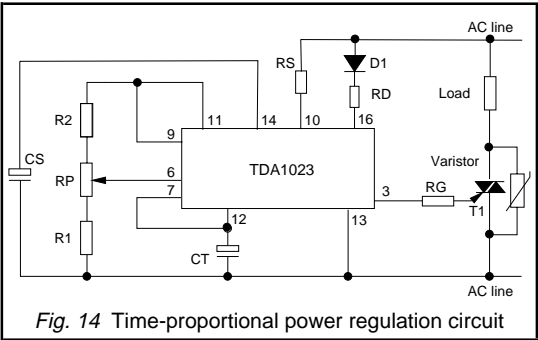 AC line
RS
D1
RD
Load
R2
11
14
10
16
9
CS
Varistor
TDA1023
RP
6
3
RG
7
T1
12
13
R1
CT
AC line
Fig. 14 Time-proportional power regulation circuit